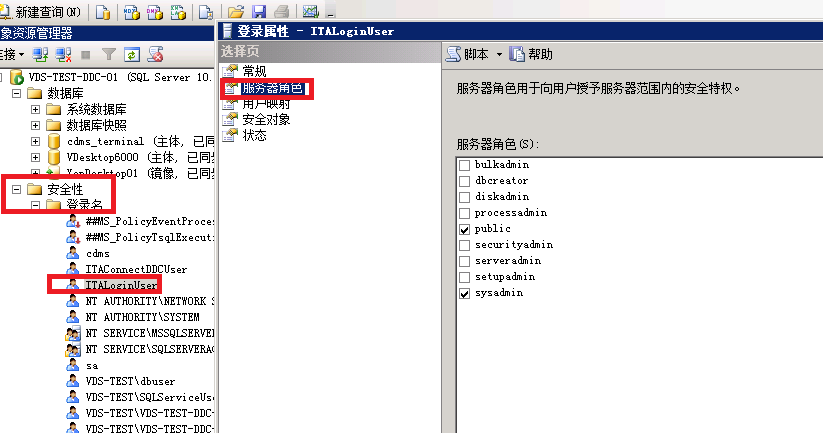 新建查询(N)
象资源管理器
连接
VDS-TEST-DDC-01 (SQL Server 10.
数据库
系统数据库
数据库快照
cdms_terminal (主体, 已同
VDesktop6000 (主体, 已同步
(镜像, 已同
安全性
登录名
##MS_PolicyEventProces
##MS_PolicyTsqlExecuti
cdms
ITAConnectDDCUser
ITALoginUser
NT AUTHORITY\NETWORK S
NT AUTHORITY\SYSTEM
NT SERVICE\MSSQLSERVER
NT SERVICE\SQLSERVERAG
sa
VDS-TEST\dbuser
VDS-TEST\SQLServiceUse
VDS-TEST\VDS-TEST-DDC-
VDS-TEST\VDS-TEST-DDC-
登录属性 - ITALoginUser
选择页
常规
服务器角色
用户映射
安全对象
状态
脚本
帮助
服务器角色用于向用户授予服务器范围内的安全特权。
服务器角色(S):
bulkadmin
dbcreator
diskadmin
processadmin
public
securityadmin
serveradmin
setupadmin
sysadmin